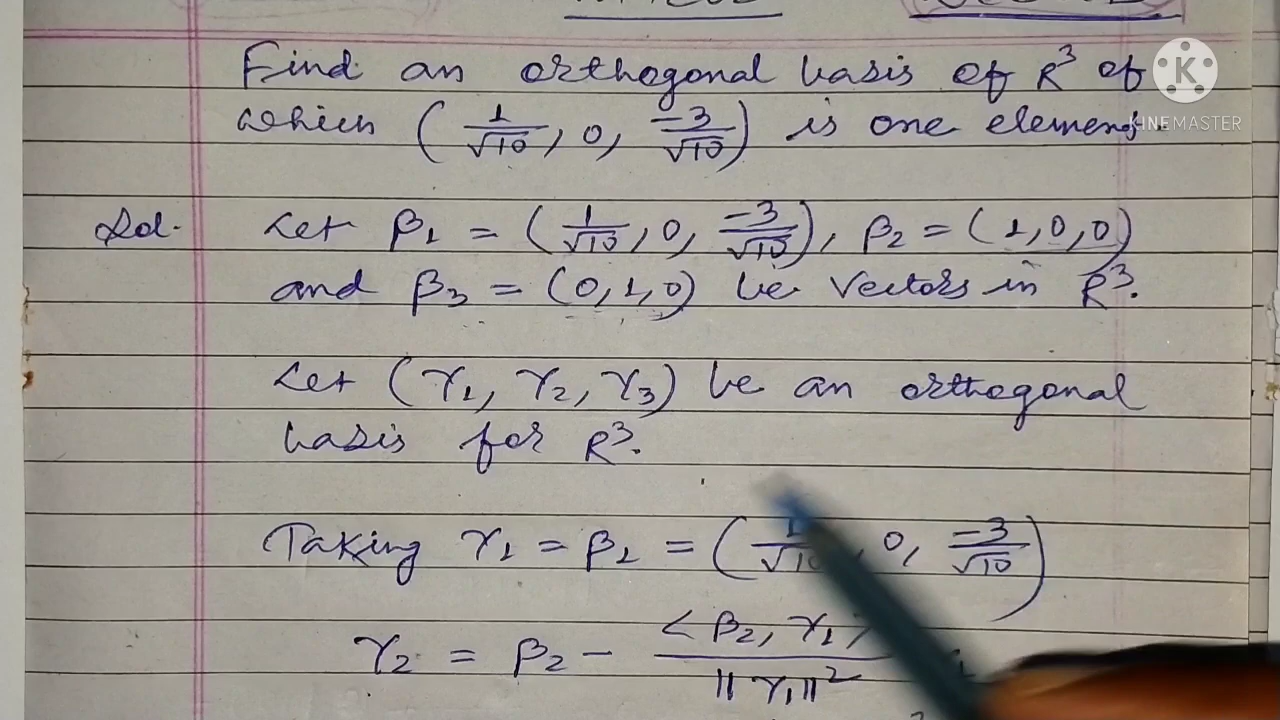 Find an orthogonal basis of R³ of
which (1/√10, 0, -3/√10) is one element.
K
KINEMASTER
Sol. Let β₁ = (1/√10, 0, -3/√10), β₂ = (1,0,0)
and β₃ = (0,1,0) be vectors in R³.
Let (γ₁, γ₂, γ₃) be an orthogonal
basis for R³.
Taking γ₁ = β₁ = (1/√10, 0, -3/√10)
γ₂ = β₂ - <β₂, γ₁> / ||γ₁||²